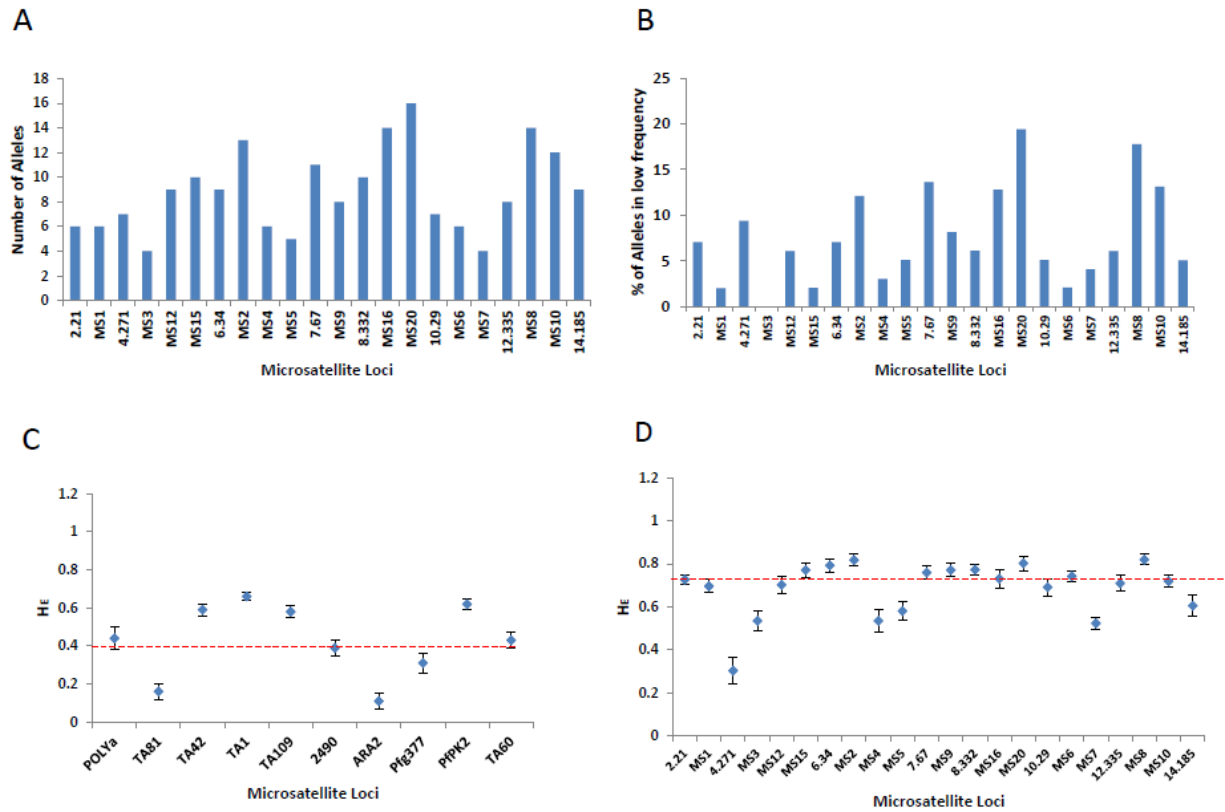 A
B
18
16
14
12
10
8
6
4
2
0
Number of Alleles
2.21
MS1
4.271
MS3
MS12
MS15
6.34
MS2
MS4
MS5
7.67
MS9
8.332
MS16
MS20
10.29
MS6
MS7
12.335
MS8
MS10
14.185
Microsatellite Loci
25
20
15
10
5
0
% of Alleles in low frequency
2.21
MS1
4.271
MS3
MS12
MS15
6.34
MS2
MS4
MS5
7.67
MS9
8.332
MS16
MS20
10.29
MS6
MS7
12.335
MS8
MS10
14.185
Microsatellite Loci
C
D
1.2
1
0.8
0.6
0.4
0.2
0
HE
POLYa
TA81
TA42
TA1
TA109
2490
ARA2
Pfg377
PfPK2
TA60
Microsatellite Loci
1.2
1
0.8
0.6
0.4
0.2
0
HE
2.21
MS1
4.271
MS3
MS12
MS15
6.34
MS2
MS4
MS5
7.67
MS9
8.332
MS16
MS20
10.29
MS6
MS7
12.335
MS8
MS10
14.185
Microsatellite Loci